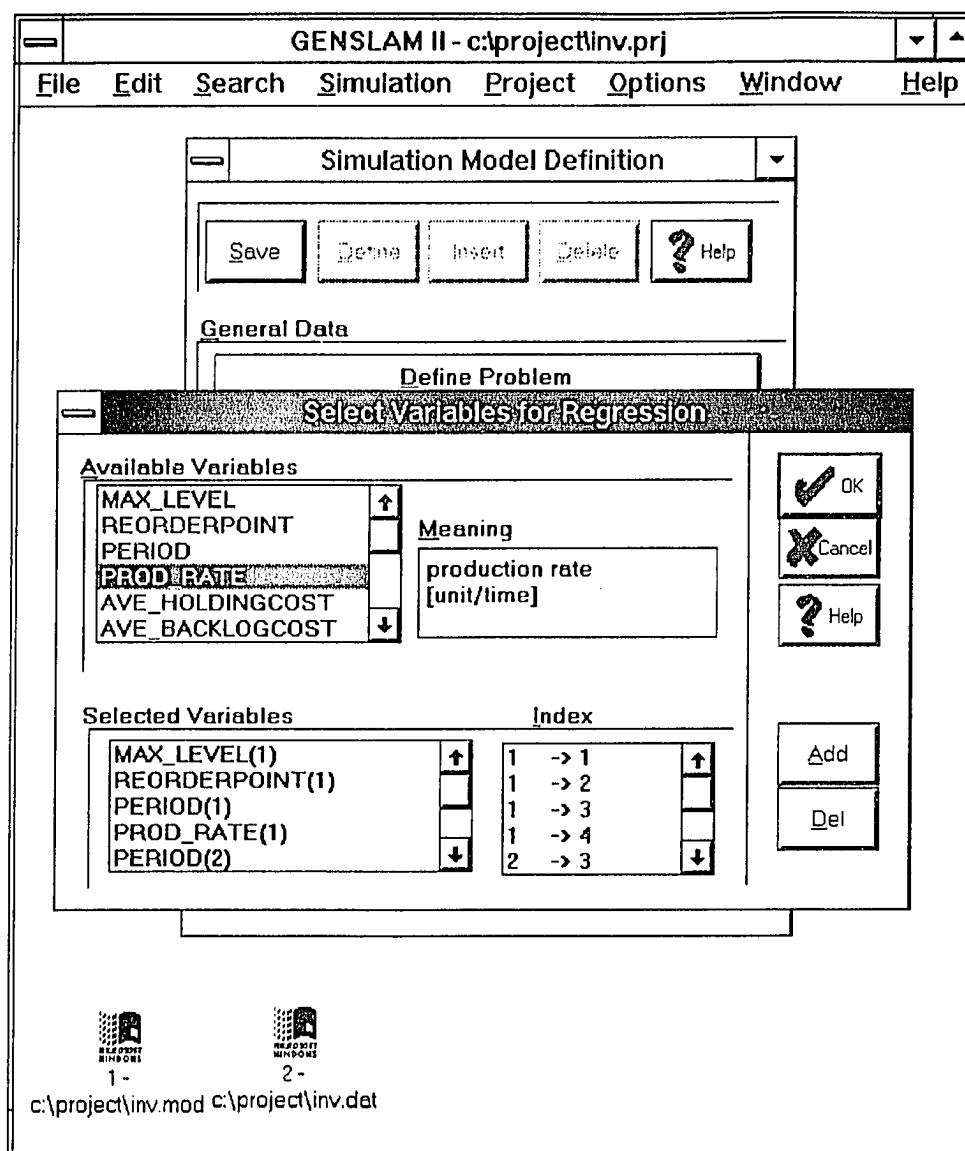 GENSLAM II - c:\project\inv.prj
File Edit Search Simulation Project Options Window Help
Simulation Model Definition
Save Define Insert Delete ? Help
General Data
Define Problem
Select Variables for Regression
Available Variables
MAX_LEVEL
REORDERPOINT
PERIOD
PROD_RATE
AVE_HOLDINGCOST
AVE_BACKLOGCOST
Meaning
production rate
[unit/time]
OK
Cancel
? Help
Selected Variables
MAX_LEVEL(1)
REORDERPOINT(1)
PERIOD(1)
PROD_RATE(1)
PERIOD(2)
Index
1 -> 1
1 -> 2
1 -> 3
1 -> 4
2 -> 3
Add
Del
MICROSOFT
WINDOWS
1 -
c:\project\inv.mod
MICROSOFT
WINDOWS
2 -
c:\project\inv.dat